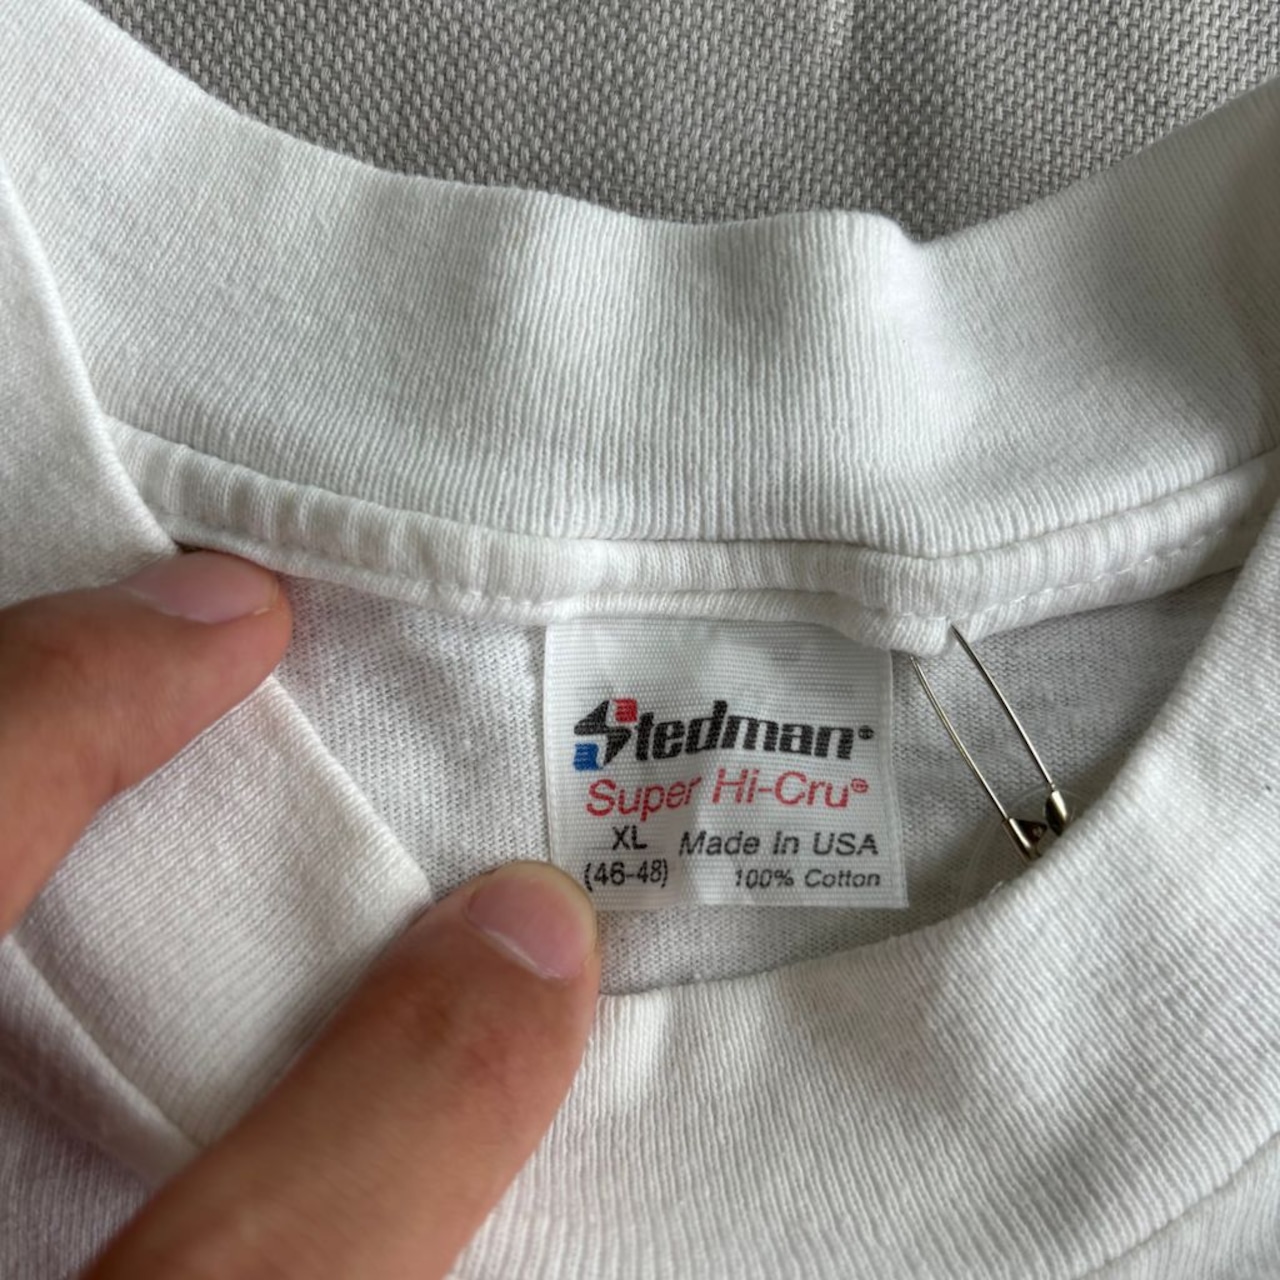 Stedman®
Super Hi-Cru®
XL Made In USA
(46-48) 100% Cotton